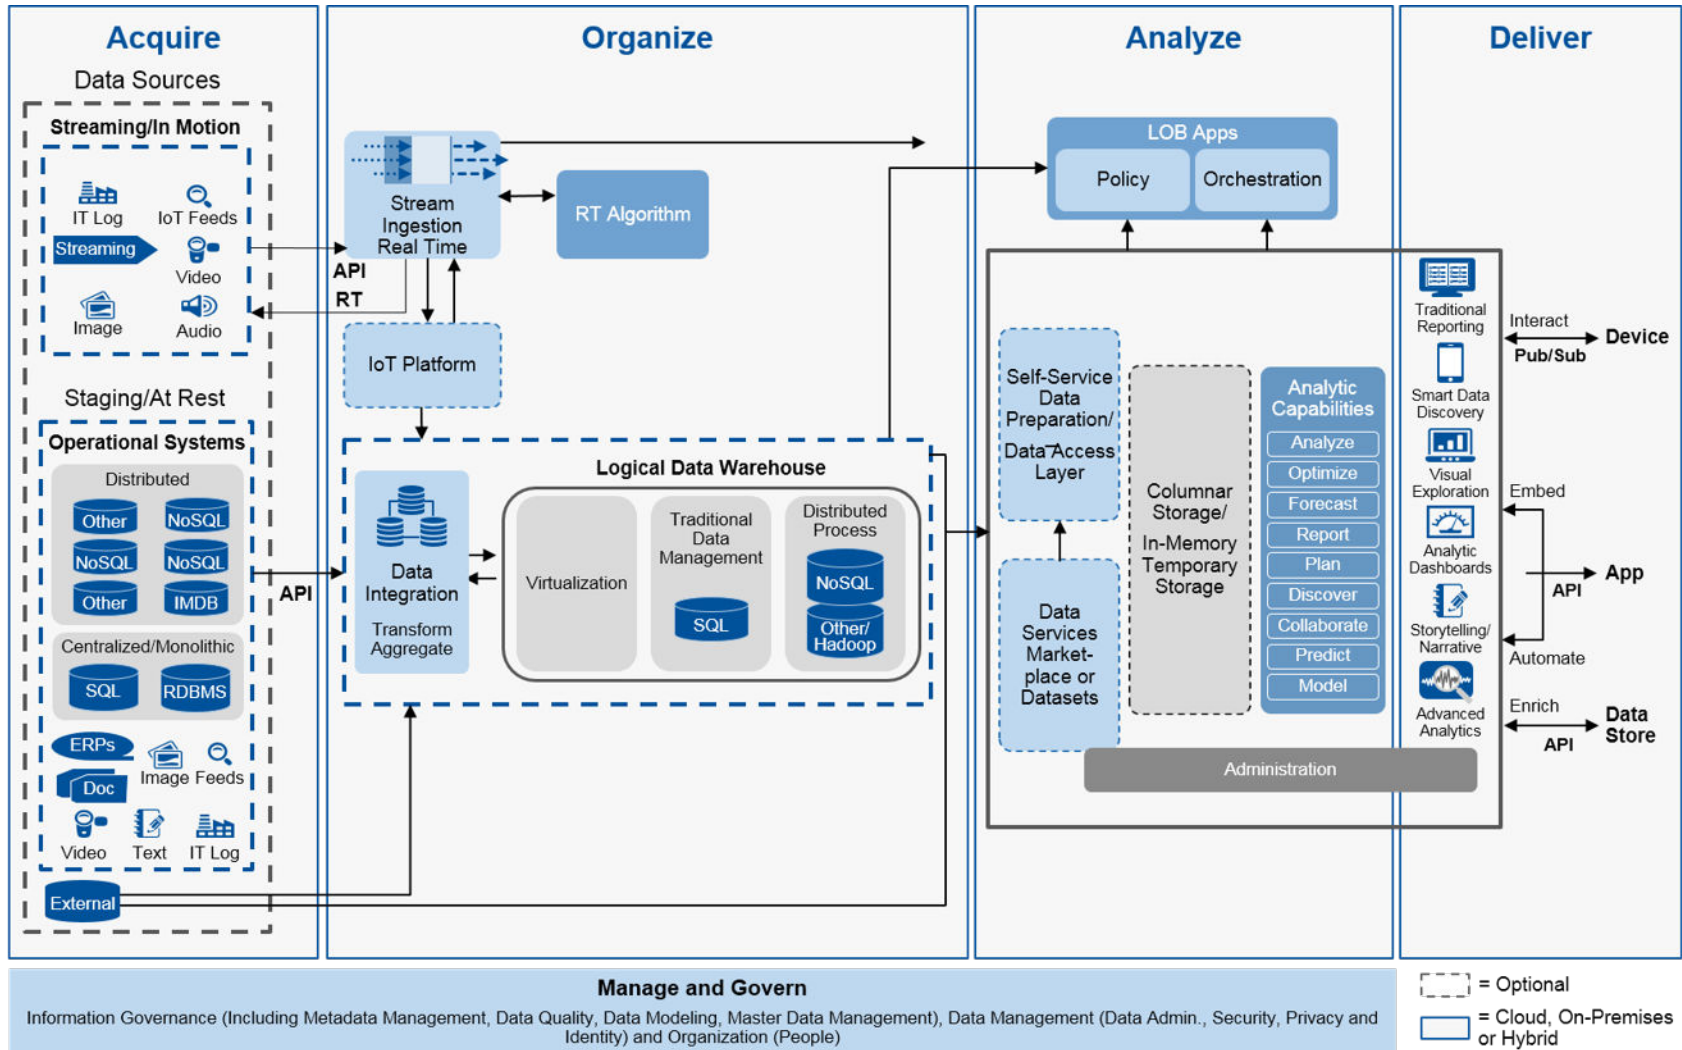 Acquire
Data Sources
Streaming/In Motion
IT Log
IoT Feeds
Streaming
Video
Image
Audio
Staging/At Rest
Operational Systems
Distributed
Other
NoSQL
NoSQL
NoSQL
Other
IMDB
Centralized/Monolithic
SQL
RDBMS
ERPs
Doc
Image
Feeds
Video
Text
IT Log
External
API
RT
API
Organize
Stream
Ingestion
Real Time
RT Algorithm
IoT Platform
Logical Data Warehouse
Data
Integration
Transform
Aggregate
Virtualization
Traditional
Data
Management
SQL
Distributed
Process
NoSQL
Other/
Hadoop
Analyze
LOB Apps
Policy
Orchestration
Self-Service
Data
Preparation/
Data Access
Layer
Data
Services
Market-
place or
Datasets
Columnar
Storage/
In-Memory
Temporary
Storage
Analytic
Capabilities
Analyze
Optimize
Forecast
Report
Plan
Discover
Collaborate
Predict
Model
Administration
Deliver
Traditional
Reporting
Smart Data
Discovery
Visual
Exploration
Analytic
Dashboards
Storytelling/
Narrative
Advanced
Analytics
Interact
Pub/Sub
Device
Embed
API
App
Automate
Enrich
API
Data
Store
Manage and Govern
Information Governance (Including Metadata Management, Data Quality, Data Modeling, Master Data Management), Data Management (Data Admin., Security, Privacy and
Identity) and Organization (People)
= Optional
= Cloud, On-Premises
or Hybrid